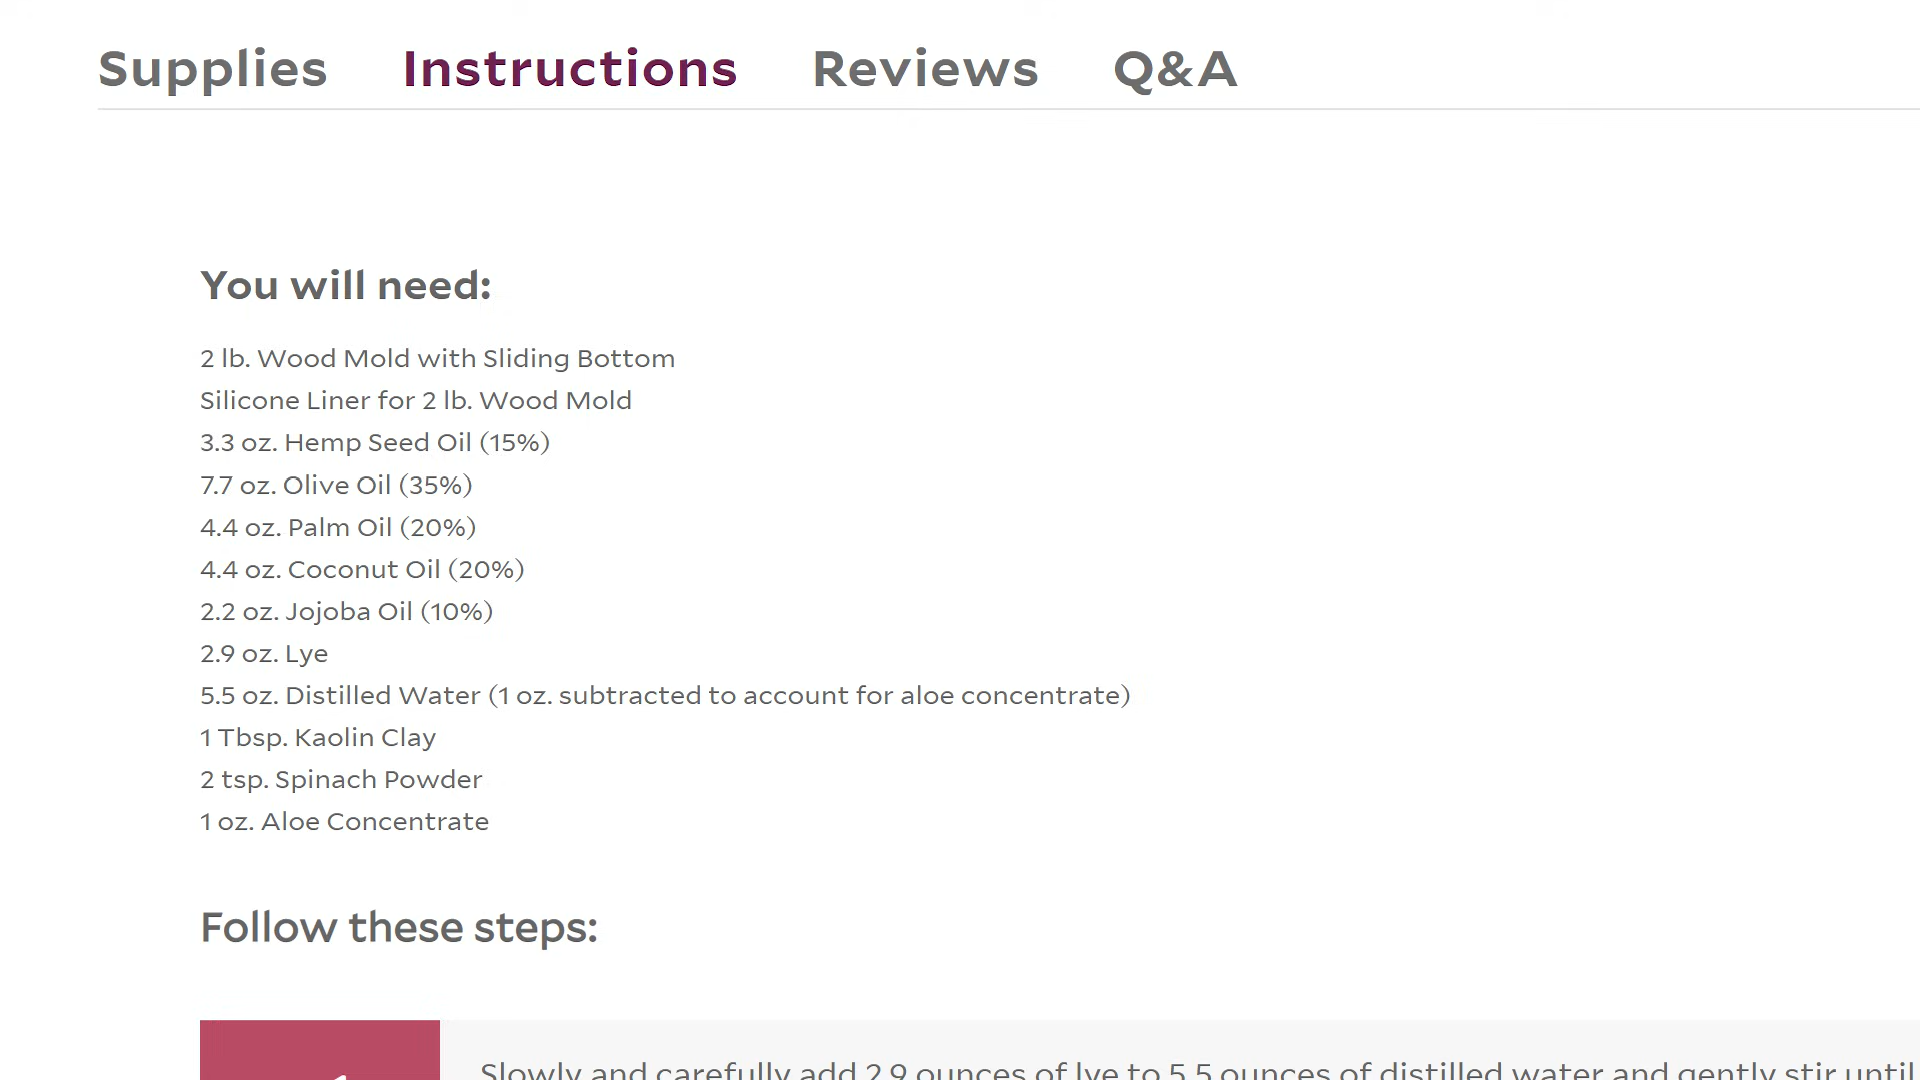 Supplies Instructions Reviews Q&A
You will need:
2 lb. Wood Mold with Sliding Bottom
Silicone Liner for 2 lb. Wood Mold
3.3 oz. Hemp Seed Oil (15%)
7.7 oz. Olive Oil (35%)
4.4 oz. Palm Oil (20%)
4.4 oz. Coconut Oil (20%)
2.2 oz. Jojoba Oil (10%)
2.9 oz. Lye
5.5 oz. Distilled Water (1 oz. subtracted to account for aloe concentrate)
1 Tbsp. Kaolin Clay
2 tsp. Spinach Powder
1 oz. Aloe Concentrate
Follow these steps:
Slowly and carefully add 2.9 ounces of lye to 5.5 ounces of distilled water and gently stir until